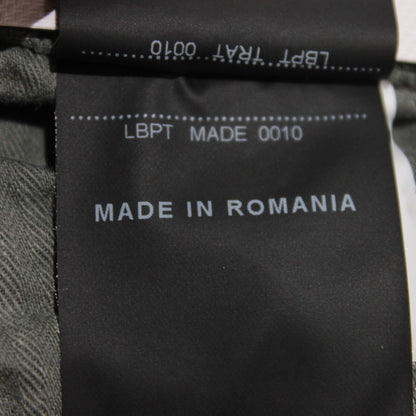 LBPT TRAT 0010
LBPT MADE 0010
MADE IN ROMANIA